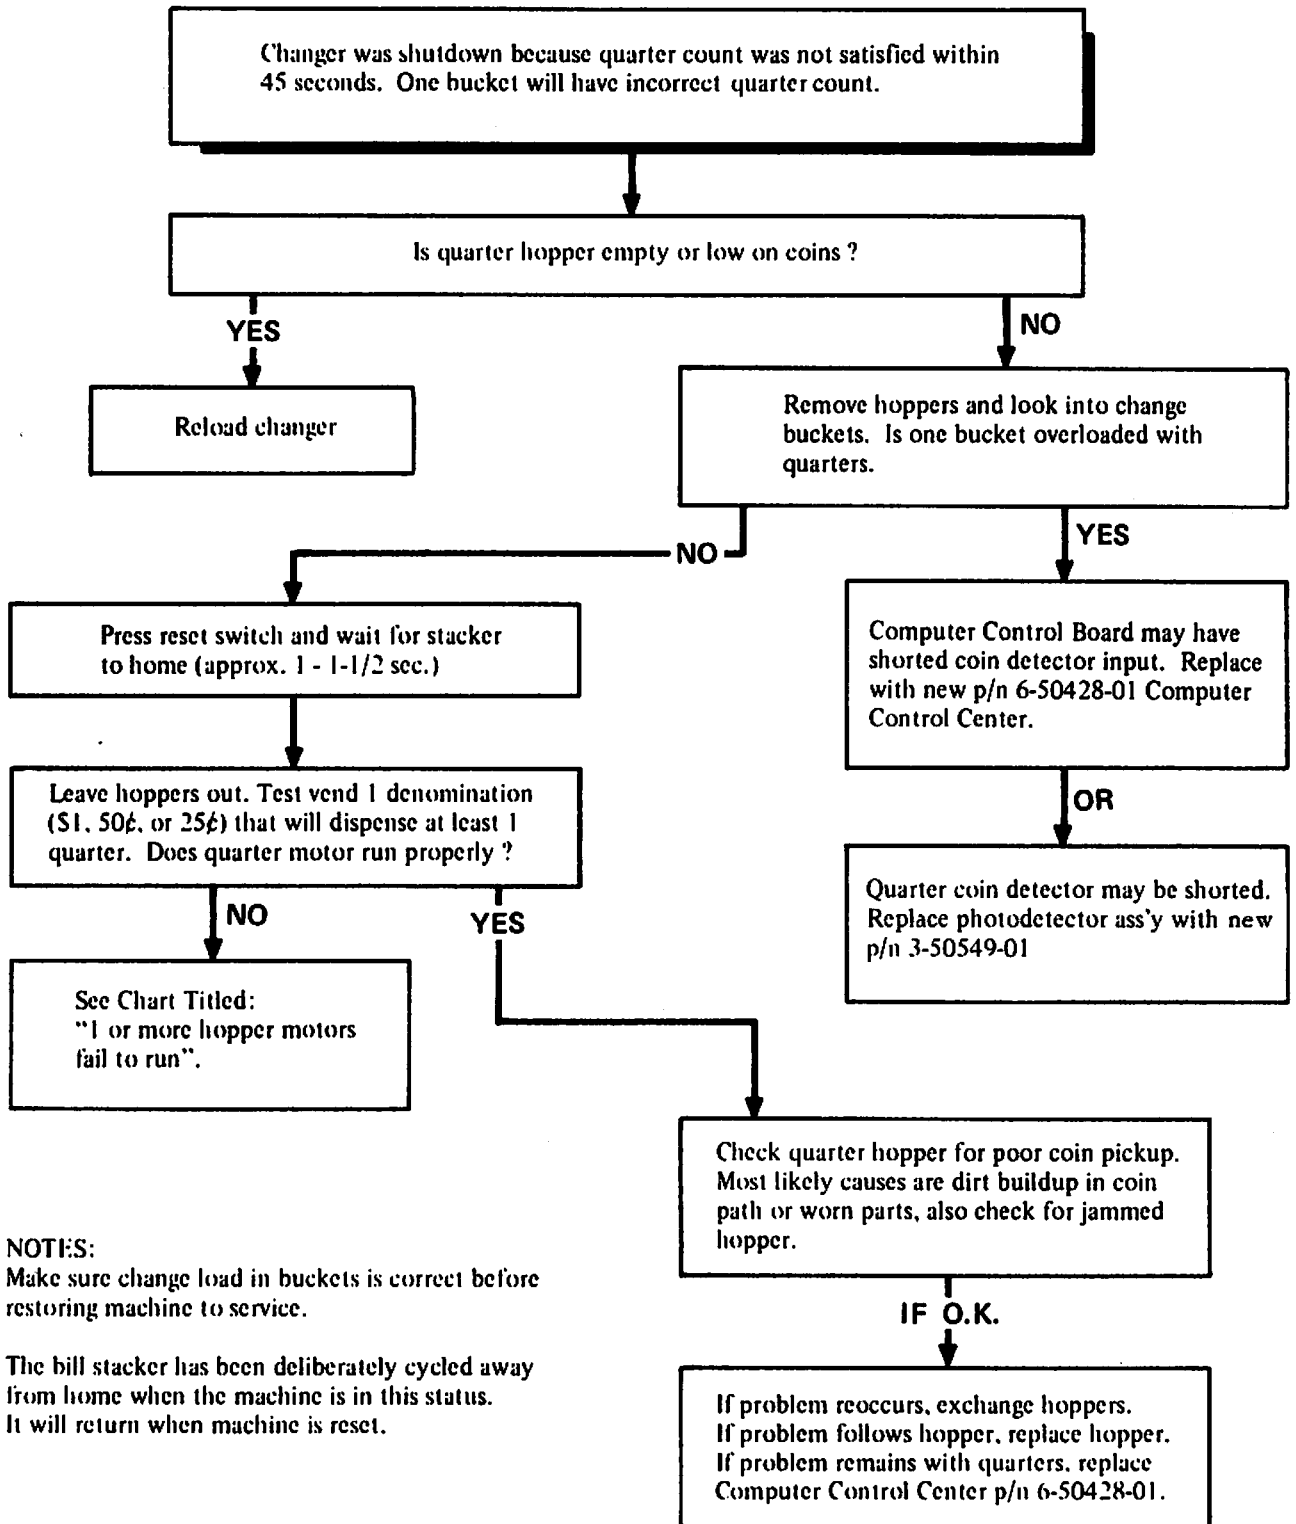 Changer was shutdown because quarter count was not satisfied within
45 seconds. One bucket will have incorrect quarter count.
Is quarter hopper empty or low on coins ?
YES
NO
Reload changer
Remove hoppers and look into change
buckets. Is one bucket overloaded with
quarters.
NO
YES
Press reset switch and wait for stacker
to home (approx. 1 - 1-1/2 sec.)
Computer Control Board may have
shorted coin detector input. Replace
with new p/n 6-50428-01 Computer
Control Center.
Leave hoppers out. Test vend 1 denomination
($1, 50¢, or 25¢) that will dispense at least 1
quarter. Does quarter motor run properly ?
OR
NO
YES
Quarter coin detector may be shorted.
Replace photodetector ass'y with new
p/n 3-50549-01
See Chart Titled:
"1 or more hopper motors
fail to run".
Check quarter hopper for poor coin pickup.
Most likely causes are dirt buildup in coin
path or worn parts, also check for jammed
hopper.
NOTES:
Make sure change load in buckets is correct before
restoring machine to service.
The bill stacker has been deliberately cycled away
from home when the machine is in this status.
It will return when machine is reset.
IF O.K.
If problem reoccurs, exchange hoppers.
If problem follows hopper, replace hopper.
If problem remains with quarters, replace
Computer Control Center p/n 6-50428-01.